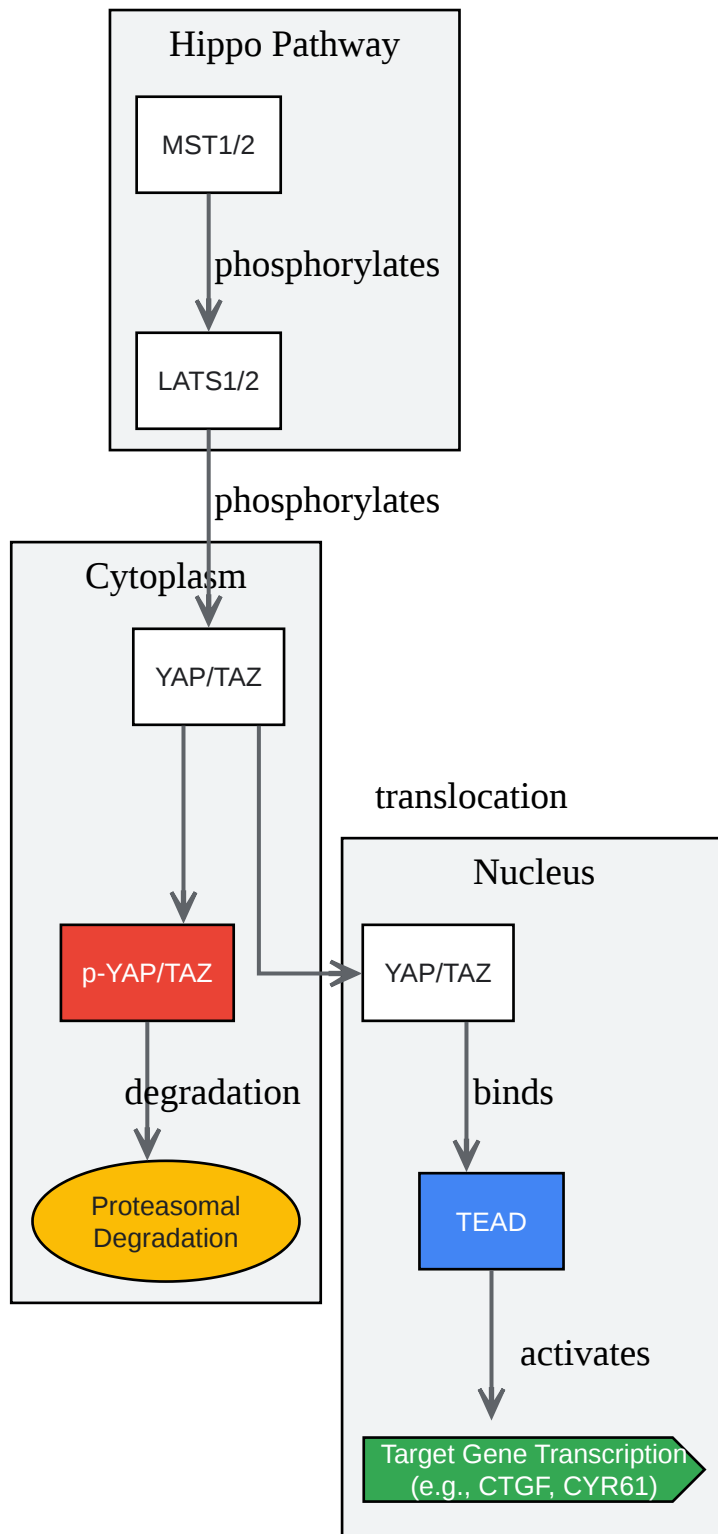 Hippo Pathway
MST1/2
phosphorylates
LATS1/2
phosphorylates
Cytoplasm
YAP/TAZ
translocation
Nucleus
p-YAP/TAZ
YAP/TAZ
degradation
binds
Proteasomal
Degradation
TEAD
activates
Target Gene Transcription
(e.g., CTGF, CYR61)